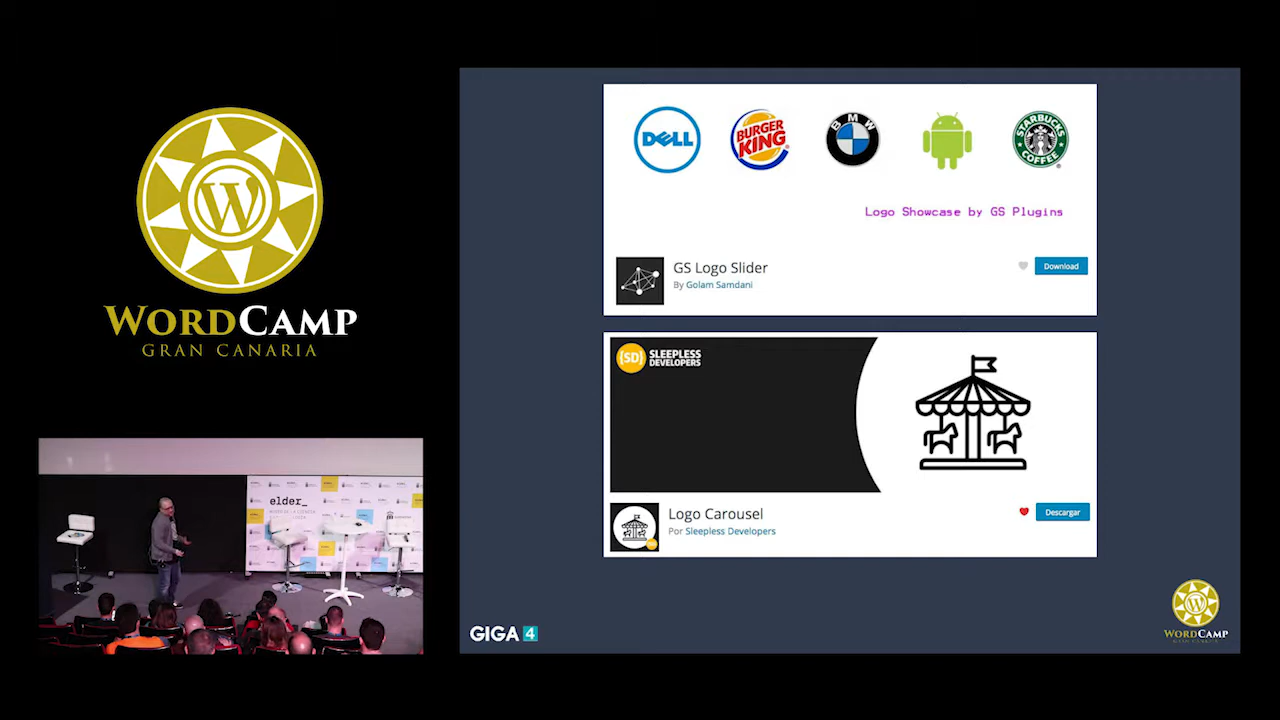 WORDCAMP
GRAN CANARIA
elder_
DELL
BURGER
KING
BMW
STARBUCKS
COFFEE
Logo Showcase by GS Plugins
GS Logo Slider
By Golam Samdani
Download
{SD} SLEEPLESS
DEVELOPERS
Logo Carousel
Por Sleepless Developers
Descargar
GIGA 4
WORDCAMP